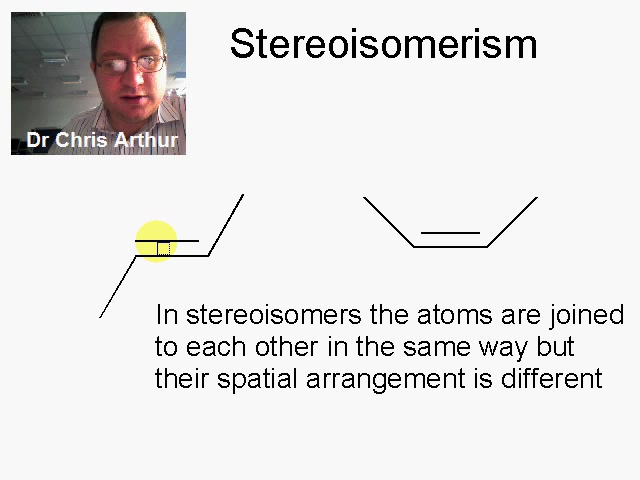 Stereoisomerism
Dr Chris Arthur
In stereoisomers the atoms are joined
to each other in the same way but
their spatial arrangement is different